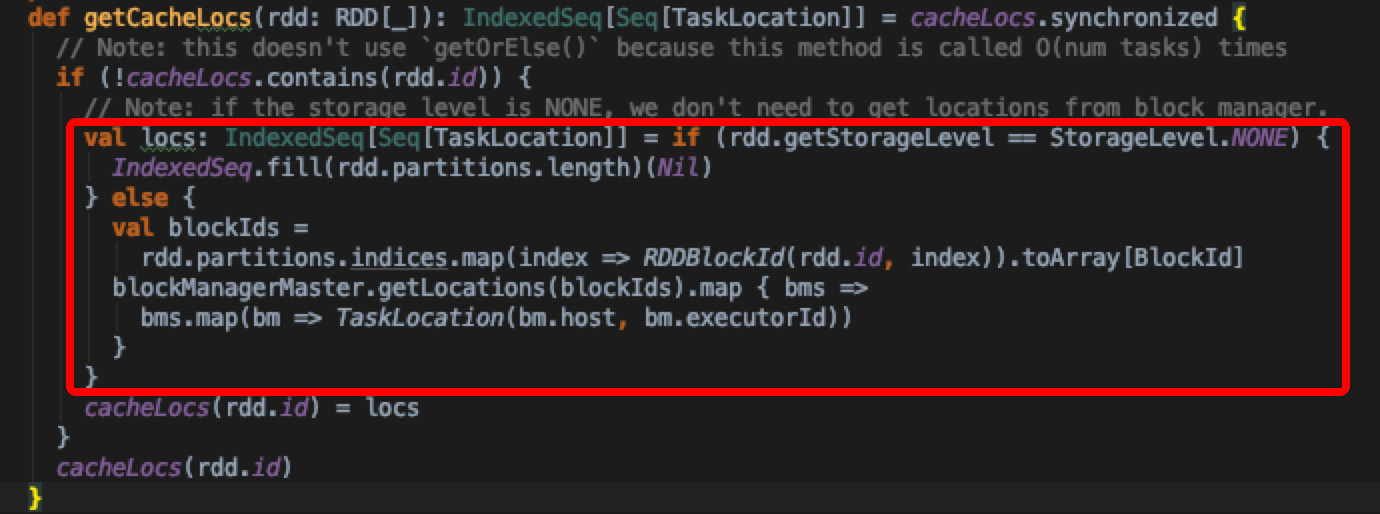 def getCacheLocs(rdd: RDD[_]): IndexedSeq[Seq[TaskLocation]] = cacheLocs.synchronized {
  // Note: this doesn't use `getOrElse()` because this method is called O(num tasks) times
  if (!cacheLocs.contains(rdd.id)) {
    // Note: if the storage level is NONE, we don't need to get locations from block manager.
    val locs: IndexedSeq[Seq[TaskLocation]] = if (rdd.getStorageLevel == StorageLevel.NONE) {
      IndexedSeq.fill(rdd.partitions.length)(Nil)
    } else {
      val blockIds =
        rdd.partitions.indices.map(index => RDDBlockId(rdd.id, index)).toArray[BlockId]
      blockManagerMaster.getLocations(blockIds).map { bms =>
        bms.map(bm => TaskLocation(bm.host, bm.executorId))
      }
    }
    cacheLocs(rdd.id) = locs
  }
  cacheLocs(rdd.id)
}